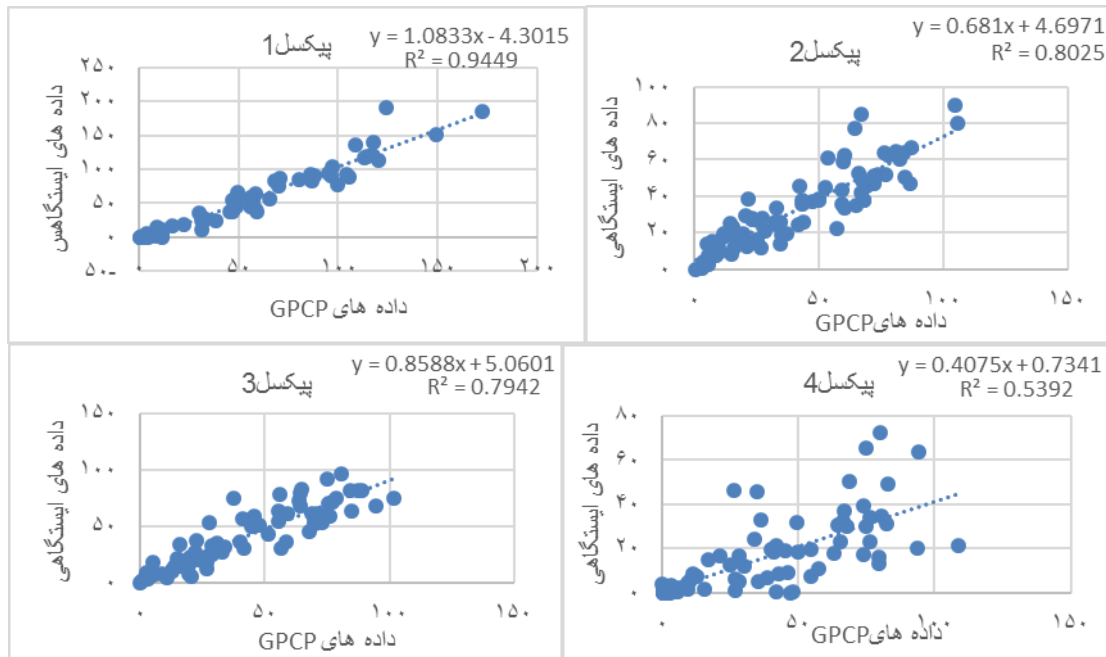 پیکسل1
y = 1.0833x - 4.3015
R² = 0.9449
۲۵۰
۲۰۰
۱۵۰
۱۰۰
۵۰
۰
۵۰-
۰
۵۰
۱۰۰
۱۵۰
۲۰۰
داده های ایستگاهس
داده های GPCP
پیکسل2
y = 0.681x + 4.6971
R² = 0.8025
۱۰۰
۸۰
۶۰
۴۰
۲۰
۰
۰
۵۰
۱۰۰
۱۵۰
داده های ایستگاهی
داده هایGPCP
پیکسل3
y = 0.8588x + 5.0601
R² = 0.7942
۱۵۰
۱۰۰
۵۰
۰
۰
۵۰
۱۰۰
۱۵۰
داده های ایستگاهی
داده های GPCP
پیکسل4
y = 0.4075x + 0.7341
R² = 0.5392
۸۰
۶۰
۴۰
۲۰
۰
۰
۵۰
۱۰۰
۱۵۰
داده های ایستگاهی
داده هایGPCP